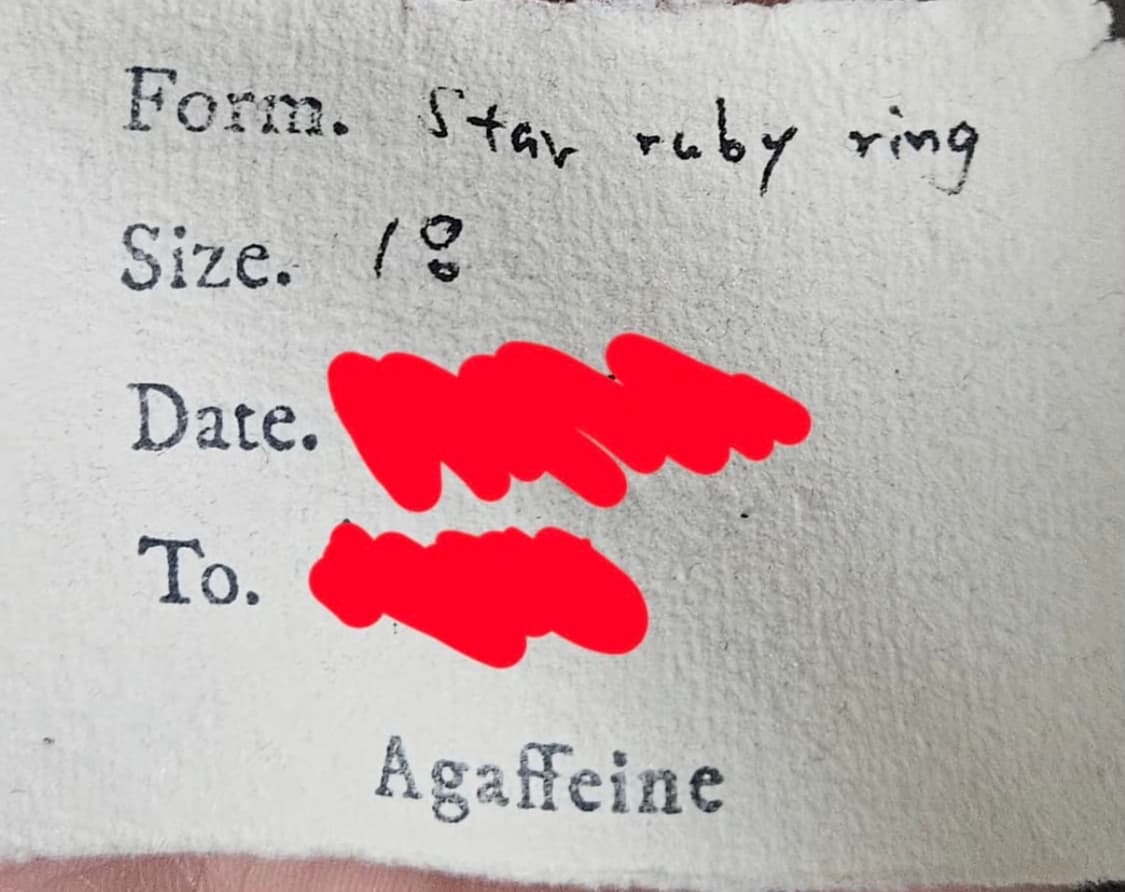 Form. Star ruby ring
Size. 18
Date.
To.
Agaffeine